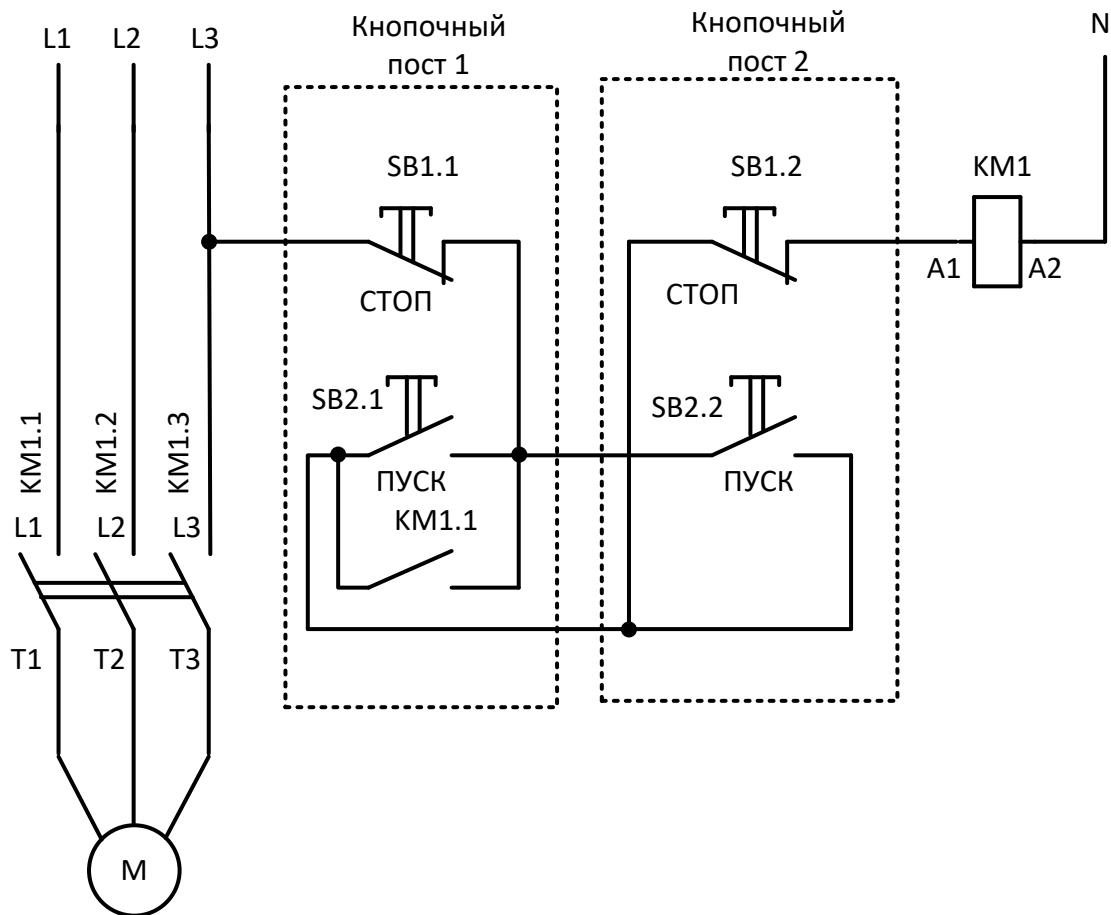 L1
L2
L3
Кнопочный
пост 1
Кнопочный
пост 2
N
SB1.1
SB1.2
KM1
A1
A2
СТОП
СТОП
SB2.1
SB2.2
KM1.1
KM1.2
KM1.3
ПУСК
ПУСК
KM1.1
L1
L2
L3
T1
T2
T3
M